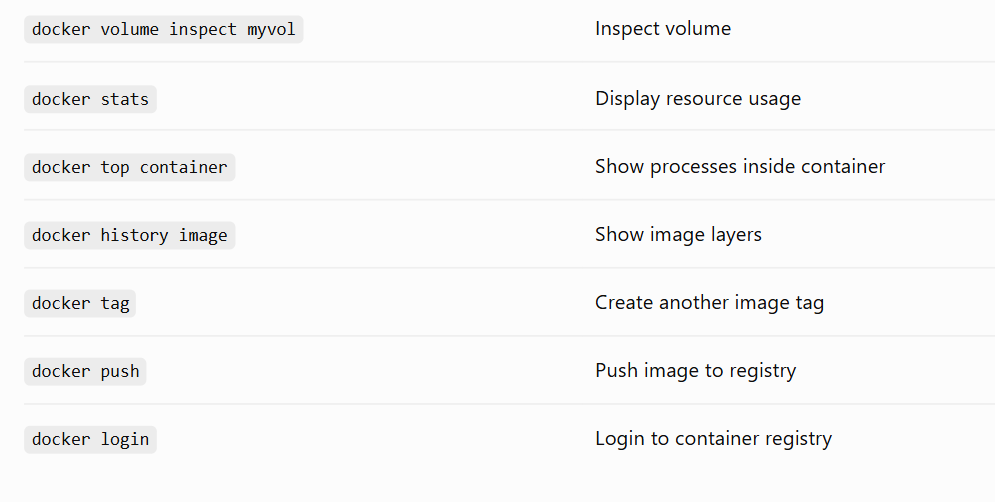 docker volume inspect myvol Inspect volume
docker stats Display resource usage
docker top container Show processes inside container
docker history image Show image layers
docker tag Create another image tag
docker push Push image to registry
docker login Login to container registry